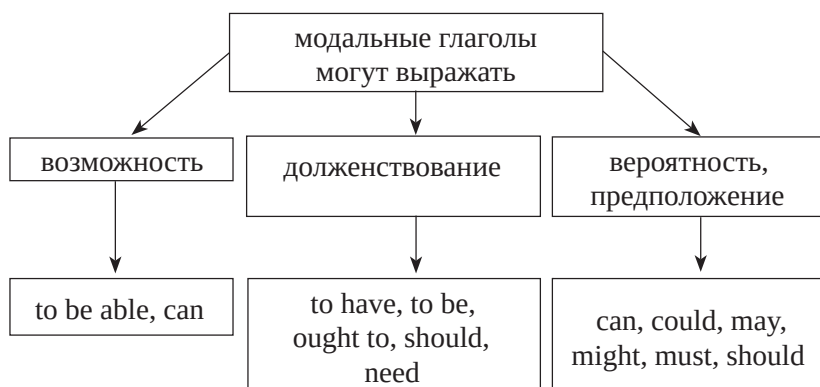 модальные глаголы
могут выражать
возможность
долженствование
вероятность,
предположение
to be able, can
to have, to be,
ought to, should,
need
can, could, may,
might, must, should